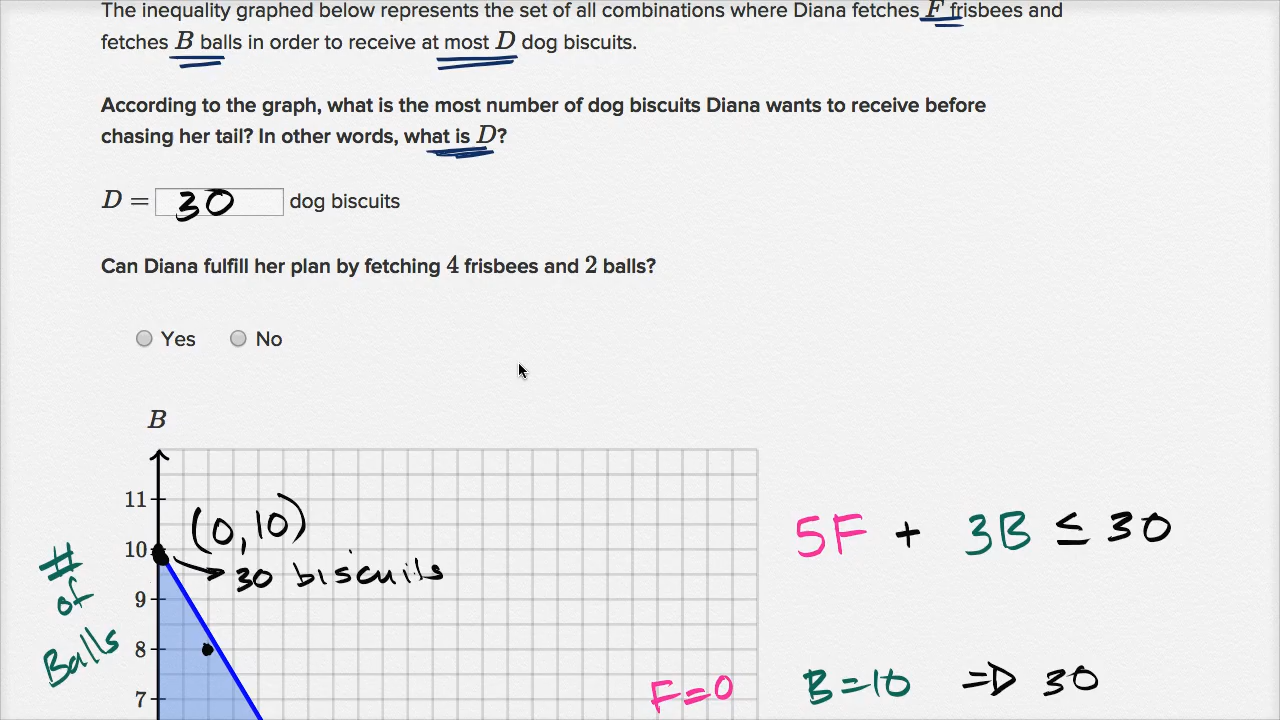 The inequality graphed below represents the set of all combinations where Diana fetches F frisbees and
fetches B balls in order to receive at most D dog biscuits.
According to the graph, what is the most number of dog biscuits Diana wants to receive before
chasing her tail? In other words, what is D?
D = 30 dog biscuits
Can Diana fulfill her plan by fetching 4 frisbees and 2 balls?
Yes No
B
11
(0,10)
10
30 biscuits
5F + 3B ≤ 30
# of Balls
9
8
7
F=0 B=10 => 30